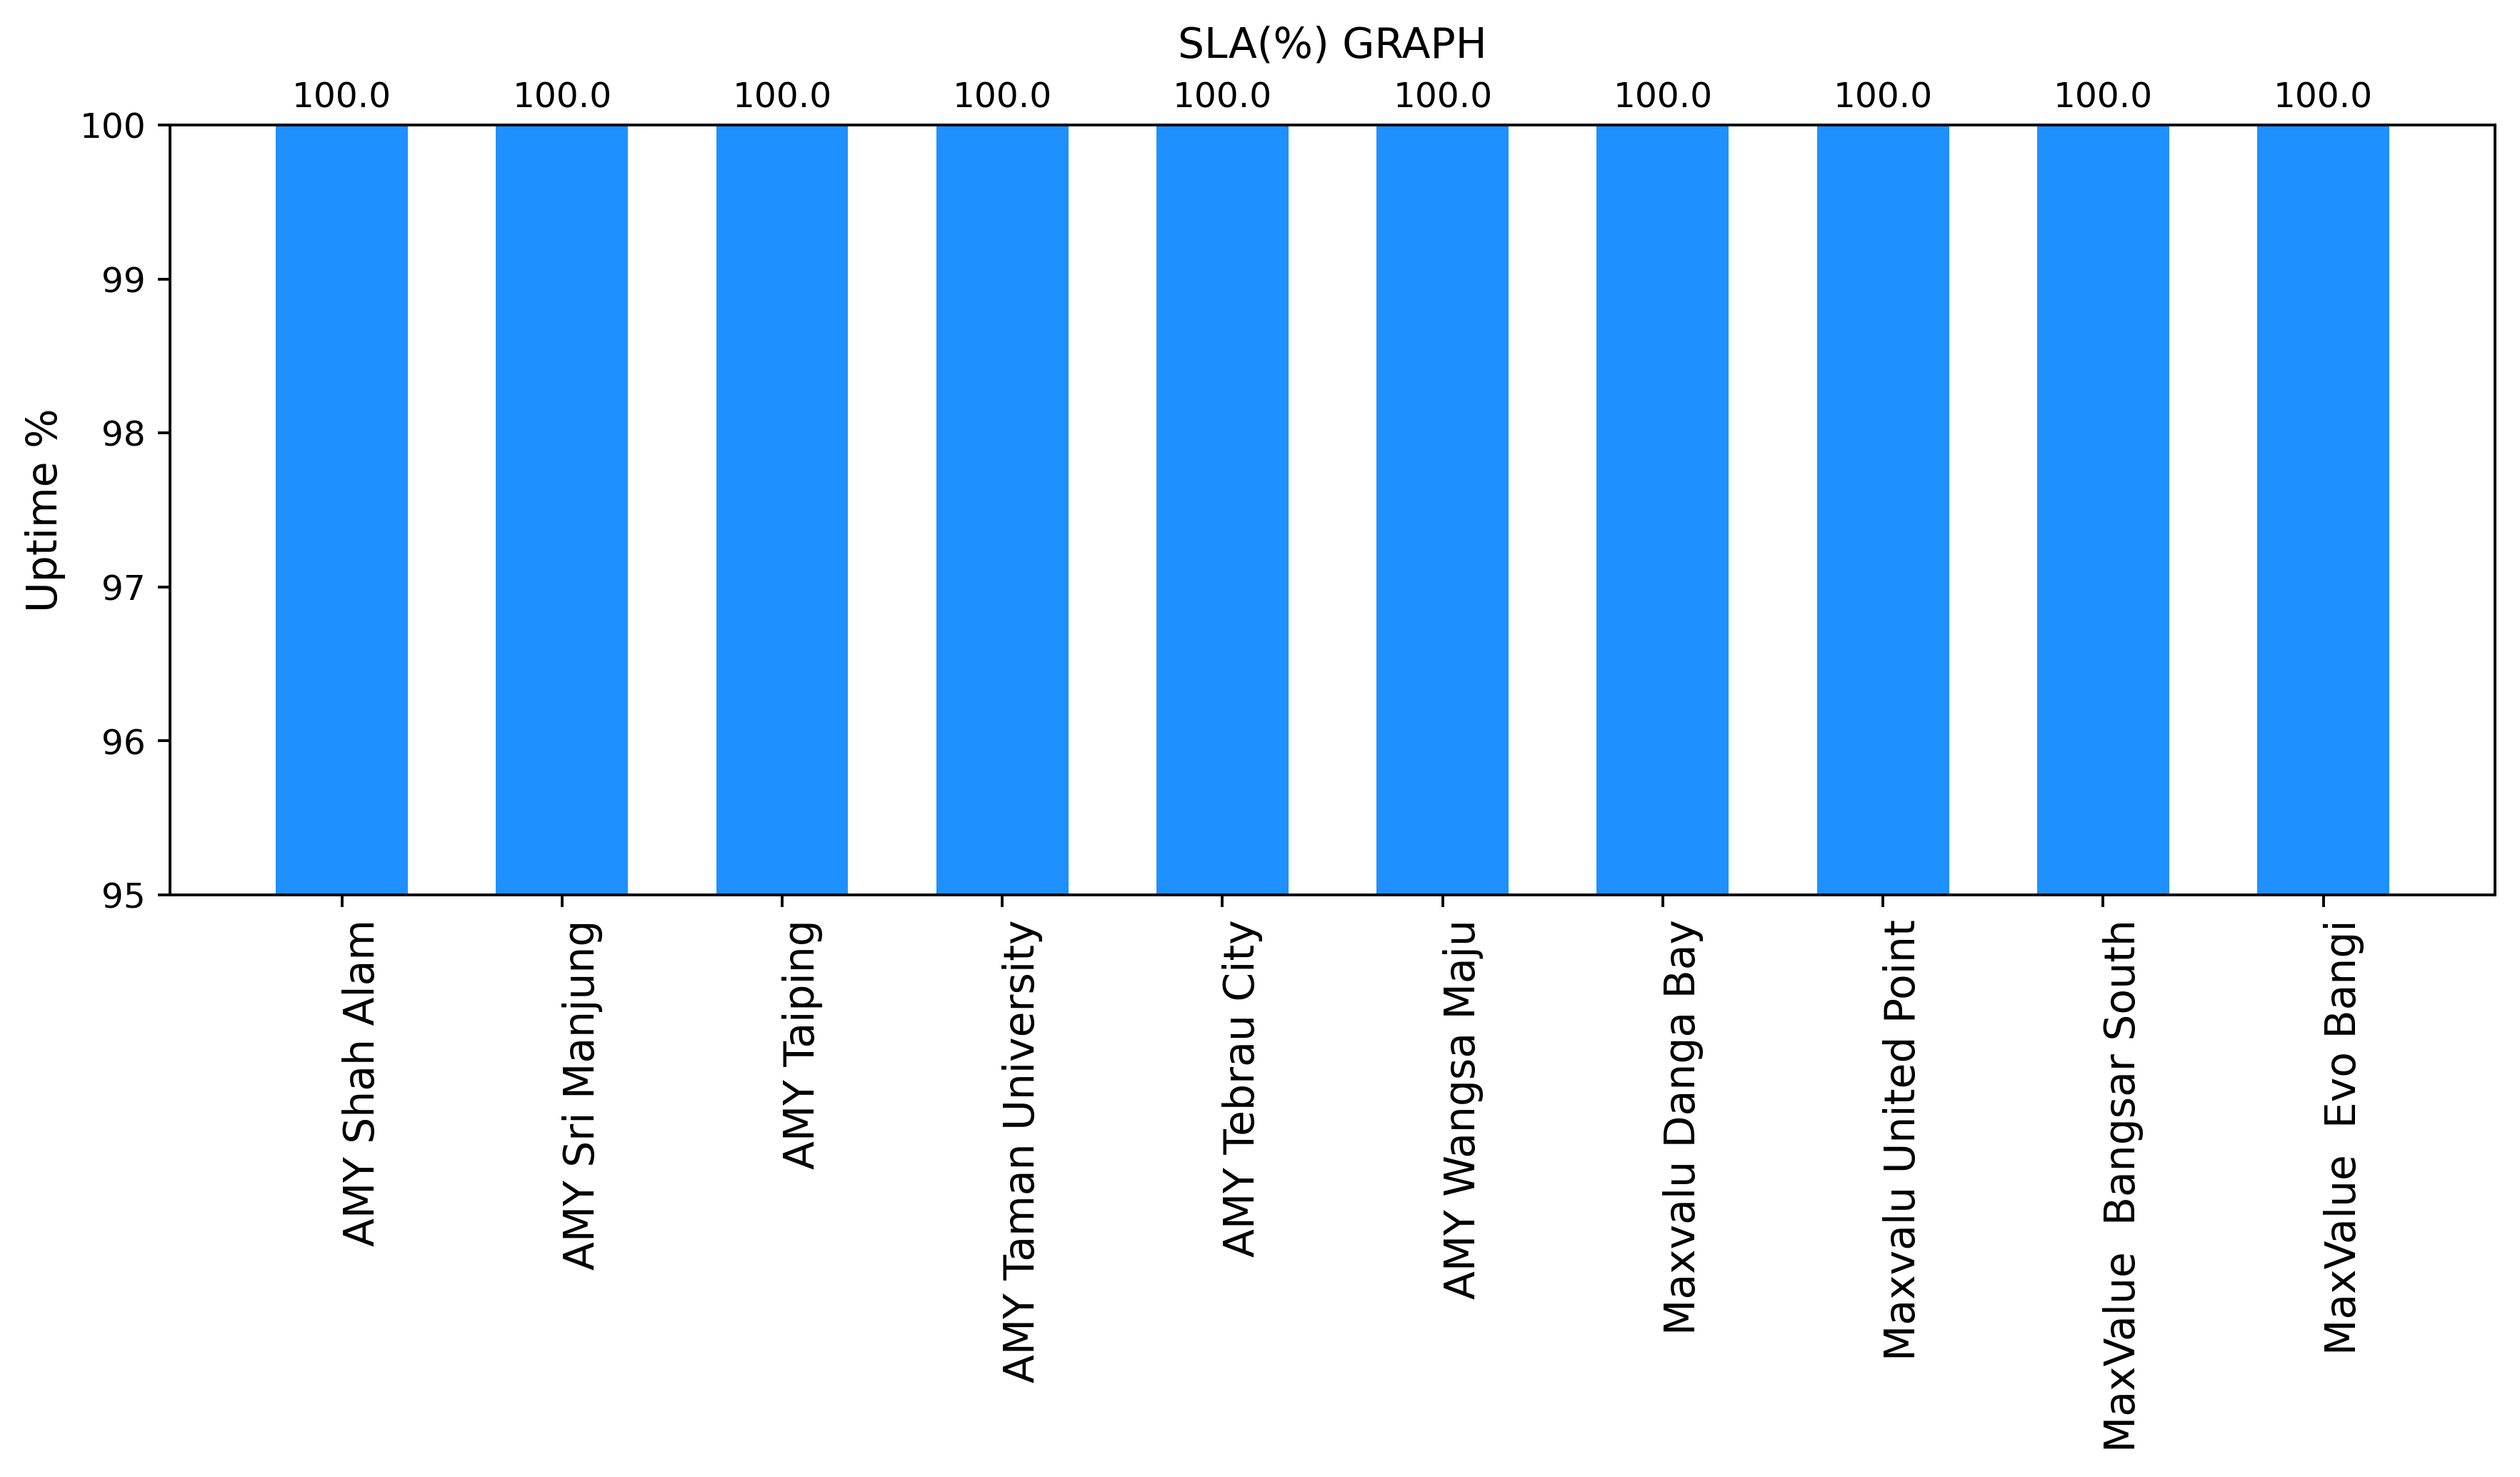 SLA(%) GRAPH
100.0 100.0 100.0 100.0 100.0 100.0 100.0 100.0 100.0 100.0
100
99
98
97
96
95
Uptime %
AMY Shah Alam
AMY Sri Manjung
AMY Taiping
AMY Taman University
AMY Tebrau City
AMY Wangsa Maju
Maxvalu Danga Bay
Maxvalu United Point
MaxValue  Bangsar South
MaxValue  Evo Bangi